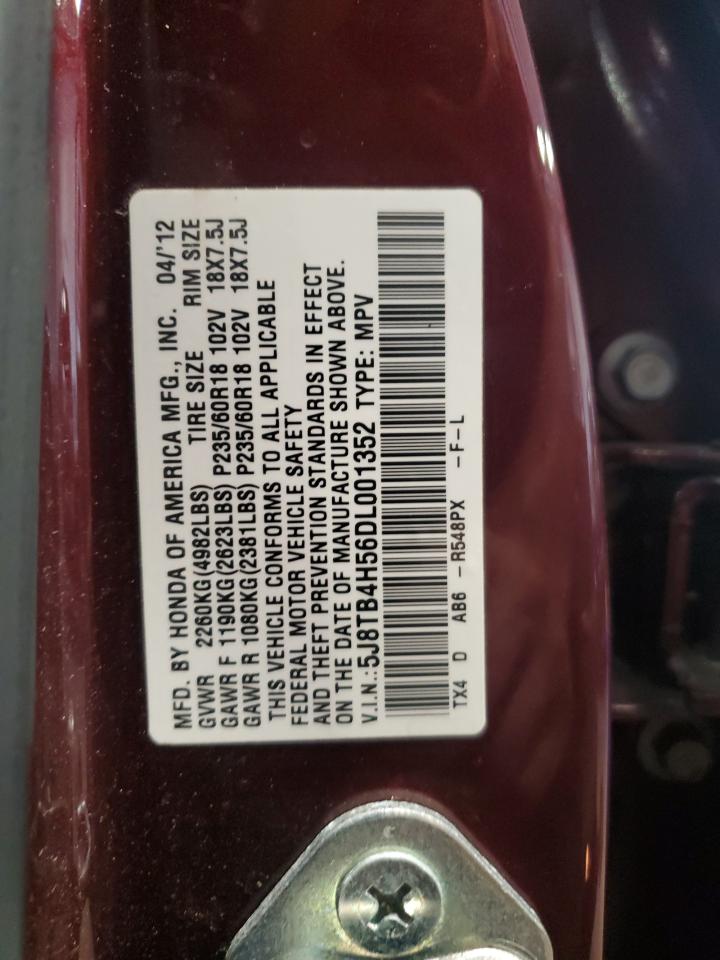 MFD. BY HONDA OF AMERICA MFG., INC. 04/'12
GVWR 2260KG(4982LBS) TIRE SIZE RIM SIZE
GAWR F 1190KG(2623LBS) P235/60R18 102V 18X7.5J
GAWR R 1080KG(2381LBS) P235/60R18 102V 18X7.5J
THIS VEHICLE CONFORMS TO ALL APPLICABLE
FEDERAL MOTOR VEHICLE SAFETY
AND THEFT PREVENTION STANDARDS IN EFFECT
ON THE DATE OF MANUFACTURE SHOWN ABOVE.
V.I.N.:5J8TB4H56DL001352 TYPE: MPV
TX4 D AB6 -R548PX -F-L